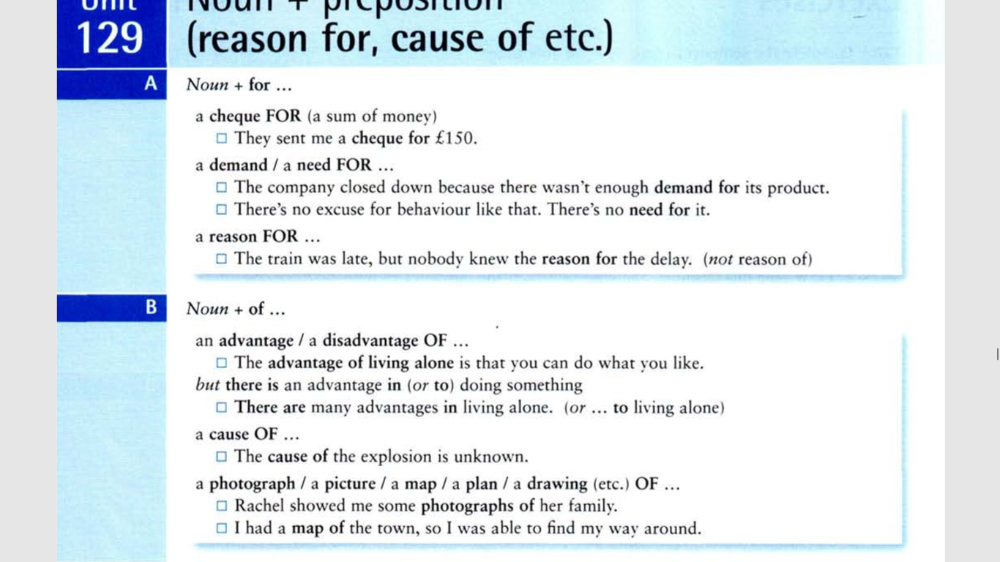 Unit
129
Noun + preposition
(reason for, cause of etc.)
A
Noun + for ...
a cheque FOR (a sum of money)
□ They sent me a cheque for £150.
a demand / a need FOR ...
□ The company closed down because there wasn't enough demand for its product.
□ There's no excuse for behaviour like that. There's no need for it.
a reason FOR ...
□ The train was late, but nobody knew the reason for the delay. (not reason of)
B
Noun + of ...
an advantage / a disadvantage OF ...
□ The advantage of living alone is that you can do what you like.
but there is an advantage in (or to) doing something
□ There are many advantages in living alone. (or ... to living alone)
a cause OF ...
□ The cause of the explosion is unknown.
a photograph / a picture / a map / a plan / a drawing (etc.) OF ...
□ Rachel showed me some photographs of her family.
□ I had a map of the town, so I was able to find my way around.